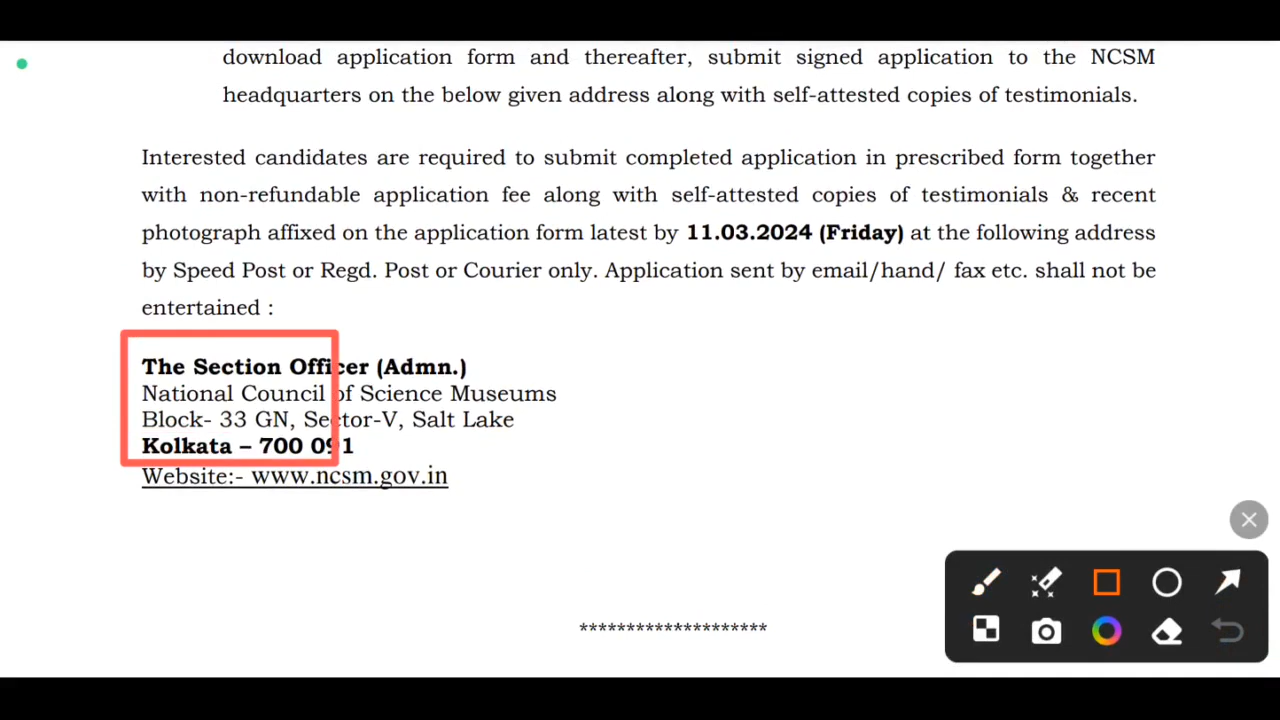 download application form and thereafter, submit signed application to the NCSM
headquarters on the below given address along with self-attested copies of testimonials.
Interested candidates are required to submit completed application in prescribed form together
with non-refundable application fee along with self-attested copies of testimonials & recent
photograph affixed on the application form latest by 11.03.2024 (Friday) at the following address
by Speed Post or Regd. Post or Courier only. Application sent by email/hand/ fax etc. shall not be
entertained :
The Section Officer (Admn.)
National Council of Science Museums
Block- 33 GN, Sector-V, Salt Lake
Kolkata – 700 091
Website:- www.ncsm.gov.in
********************